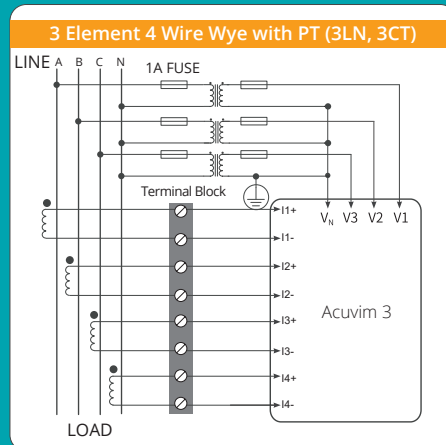 3 Element 4 Wire Wye with PT (3LN, 3CT)
LINE A B C N
1A FUSE
Terminal Block
I1+
VN V3 V2 V1
I1-
I2+
I2-
Acuvim 3
I3+
I3-
I4+
I4-
LOAD